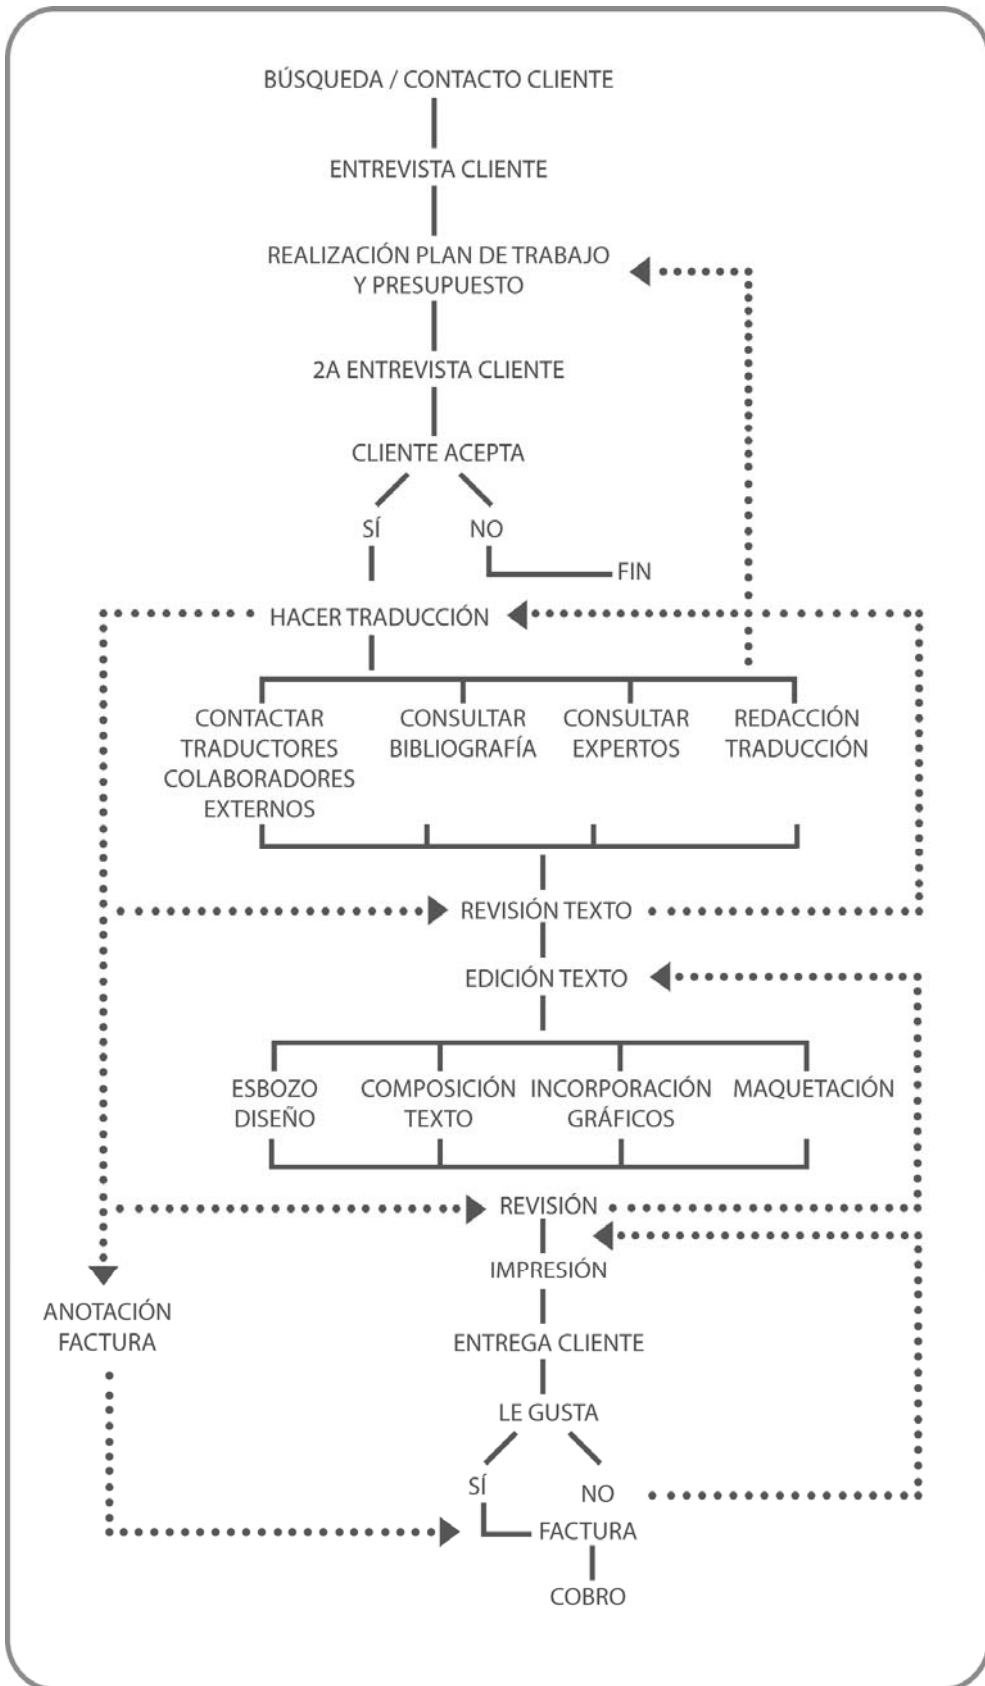 BÚSQUEDA / CONTACTO CLIENTE
ENTREVISTA CLIENTE
REALIZACIÓN PLAN DE TRABAJO
Y PRESUPUESTO
2A ENTREVISTA CLIENTE
CLIENTE ACEPTA
SÍ
NO
FIN
HACER TRADUCCIÓN
CONTACTAR
TRADUCTORES
COLABORADORES
EXTERNOS
CONSULTAR
BIBLIOGRAFÍA
CONSULTAR
EXPERTOS
REDACCIÓN
TRADUCCIÓN
REVISIÓN TEXTO
EDICIÓN TEXTO
ESBOZO
DISEÑO
COMPOSICIÓN
TEXTO
INCORPORACIÓN
GRÁFICOS
MAQUETACIÓN
REVISIÓN
IMPRESIÓN
ANOTACIÓN
FACTURA
ENTREGA CLIENTE
LE GUSTA
SÍ
NO
FACTURA
COBRO